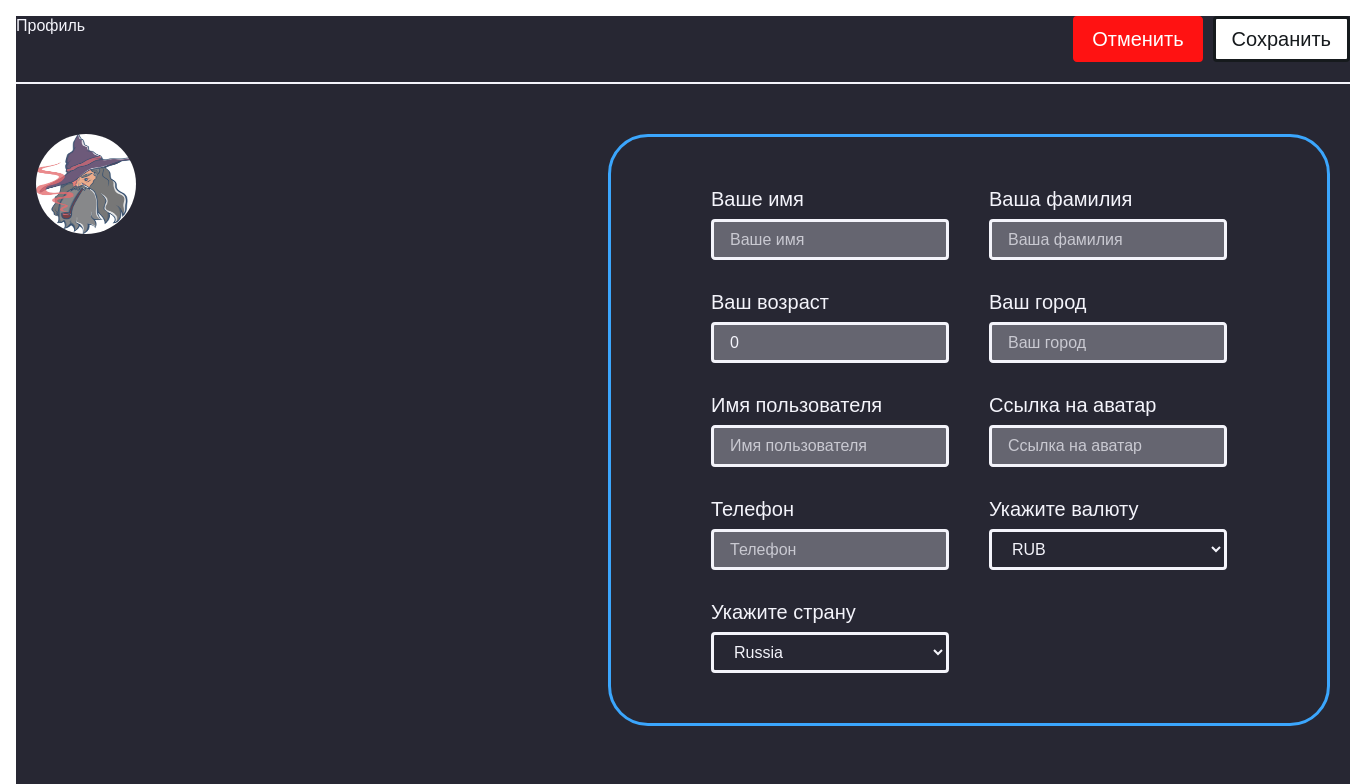 Профиль
Отменить
Сохранить
Ваше имя
Ваша фамилия
Ваше имя
Ваша фамилия
Ваш возраст
Ваш город
0
Ваш город
Имя пользователя
Ссылка на аватар
Имя пользователя
Ссылка на аватар
Телефон
Укажите валюту
Телефон
RUB
Укажите страну
Russia